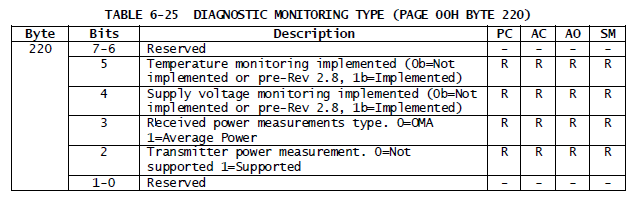 TABLE 6-25 DIAGNOSTIC MONITORING TYPE (PAGE 00H BYTE 220)
Byte Bits Description PC AC AO SM
220 7-6 Reserved - - - -
5 Temperature monitoring implemented (0b=Not R R R R
implemented or pre-Rev 2.8, 1b=Implemented)
4 Supply voltage monitoring implemented (0b=Not R R R R
implemented or pre-Rev 2.8, 1b=Implemented)
3 Received power measurements type. 0=OMA R R R R
1=Average Power
2 Transmitter power measurement. 0=Not R R R R
supported 1=Supported
1-0 Reserved - - - -